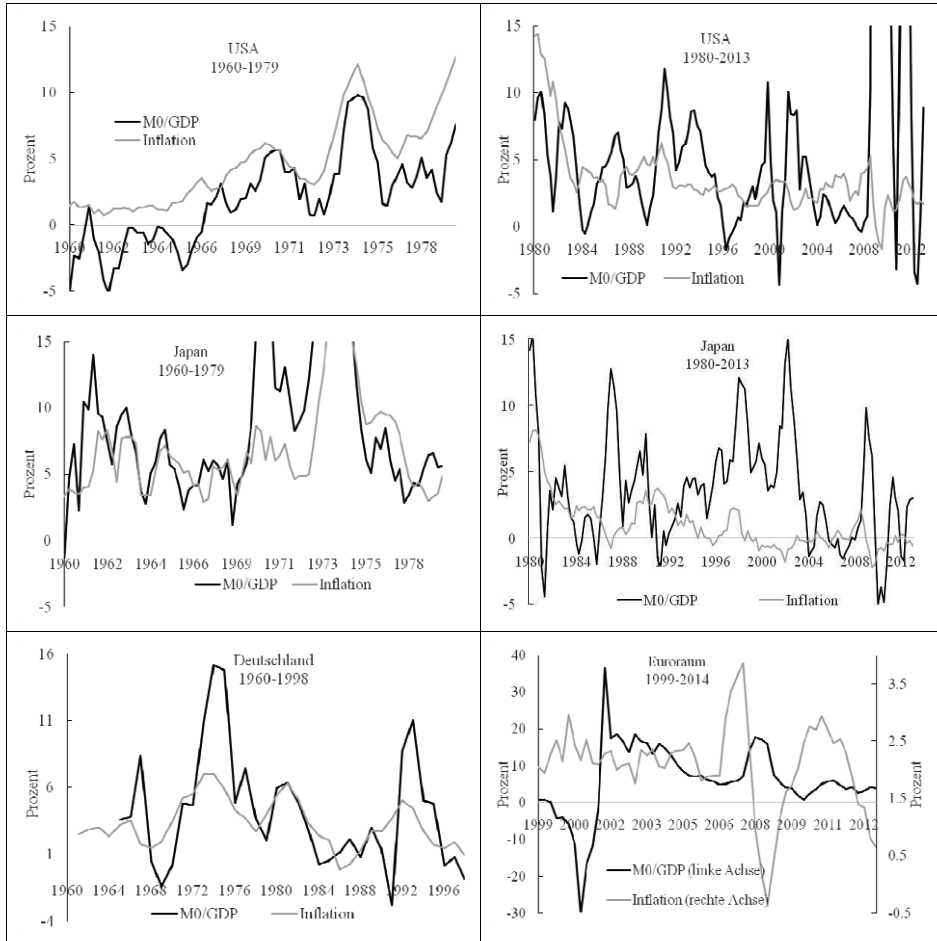 USA
1960-1979
15
10
5
0
-5
Prozent
M0/GDP
Inflation
1960 1962 1964 1966 1968 1969 1971 1973 1975 1976 1978
USA
1980-2013
15
10
5
0
-5
Prozent
1980 1984 1988 1992 1996 2000 2004 2008 2012
M0/GDP Inflation
Japan
1960-1979
15
10
5
0
-5
Prozent
1960 1962 1964 1966 1968 1969 1971 1973 1975 1976 1978
M0/GDP Inflation
Japan
1980-2013
15
10
5
0
-5
Prozent
1980 1984 1988 1992 1996 2000 2004 2008 2012
M0/GDP Inflation
Deutschland
1960-1998
16
11
6
1
-4
Prozent
1960 1964 1968 1972 1976 1980 1984 1988 1992 1996
M0/GDP Inflation
Euroraum
1999-2014
40
30
20
10
0
-10
-20
-30
Prozent
3.5
2.5
1.5
0.5
-0.5
Prozent
1999 2000 2002 2003 2005 2006 2008 2009 2011 2012
M0/GDP (linke Achse)
Inflation (rechte Achse)